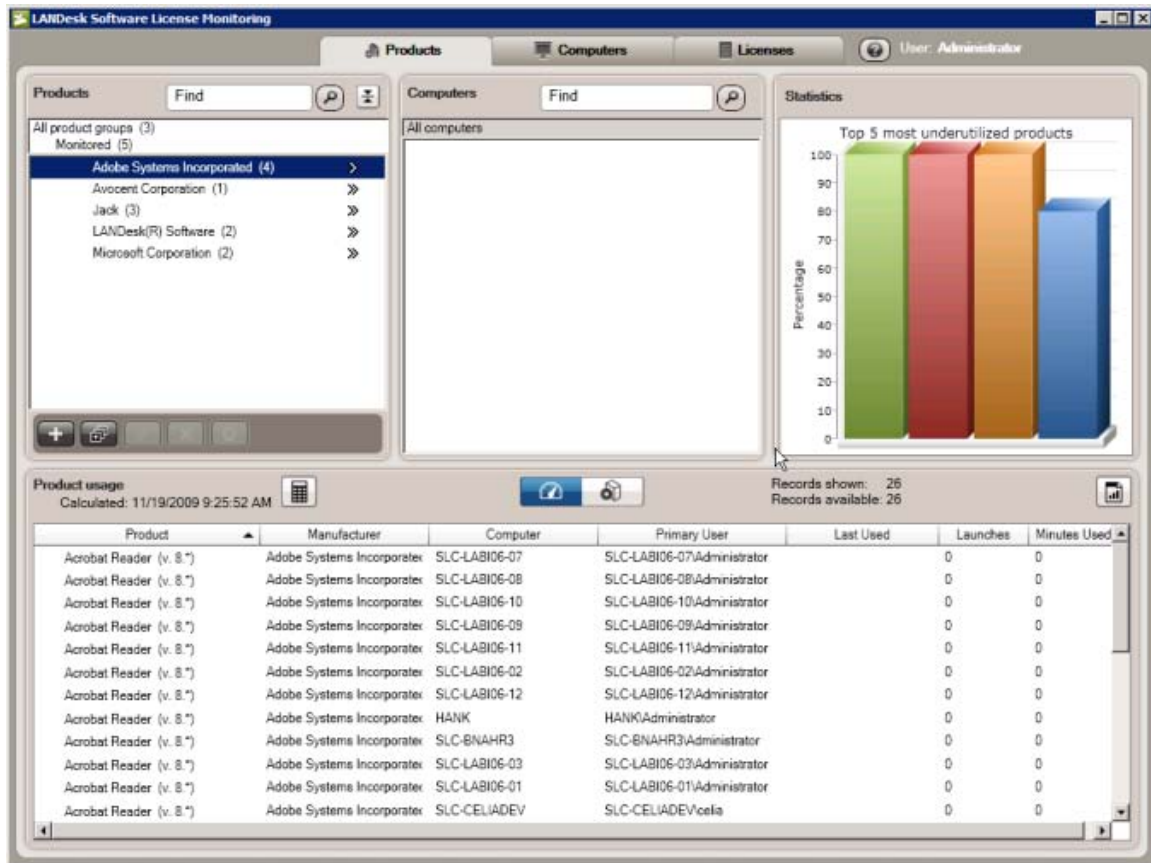 LANDesk Software License Monitoring
Products
Computers
Licenses
User: Administrator
Products
Find
All product groups (3)
Monitored (5)
Adobe Systems Incorporated (4)
Avocent Corporation (1)
Jack (3)
LANDesk(R) Software (2)
Microsoft Corporation (2)
Computers
Find
All computers
Statistics
Top 5 most underutilized products
Percentage
100
90
80
70
60
50
40
30
20
10
0
Product usage
Calculated: 11/19/2009 9:25:52 AM
Records shown: 26
Records available: 26
Product Manufacturer Computer Primary User Last Used Launches Minutes Used
Acrobat Reader (v. 8.*) Adobe Systems Incorporatec SLC-LABI06-07 SLC-LABI06-07\Administrator 0 0
Acrobat Reader (v. 8.*) Adobe Systems Incorporatec SLC-LABI06-08 SLC-LABI06-08\Administrator 0 0
Acrobat Reader (v. 8.*) Adobe Systems Incorporatec SLC-LABI06-10 SLC-LABI06-10\Administrator 0 0
Acrobat Reader (v. 8.*) Adobe Systems Incorporatec SLC-LABI06-09 SLC-LABI06-09\Administrator 0 0
Acrobat Reader (v. 8.*) Adobe Systems Incorporatec SLC-LABI06-11 SLC-LABI06-11\Administrator 0 0
Acrobat Reader (v. 8.*) Adobe Systems Incorporatec SLC-LABI06-02 SLC-LABI06-02\Administrator 0 0
Acrobat Reader (v. 8.*) Adobe Systems Incorporatec SLC-LABI06-12 SLC-LABI06-12\Administrator 0 0
Acrobat Reader (v. 8.*) Adobe Systems Incorporatec HANK HANK\Administrator 0 0
Acrobat Reader (v. 8.*) Adobe Systems Incorporatec SLC-BNAHR3 SLC-BNAHR3\Administrator 0 0
Acrobat Reader (v. 8.*) Adobe Systems Incorporatec SLC-LABI06-03 SLC-LABI06-03\Administrator 0 0
Acrobat Reader (v. 8.*) Adobe Systems Incorporatec SLC-LABI06-01 SLC-LABI06-01\Administrator 0 0
Acrobat Reader (v. 8.*) Adobe Systems Incorporatec SLC-CELIADEV SLC-CELIADEV\celia 0 0